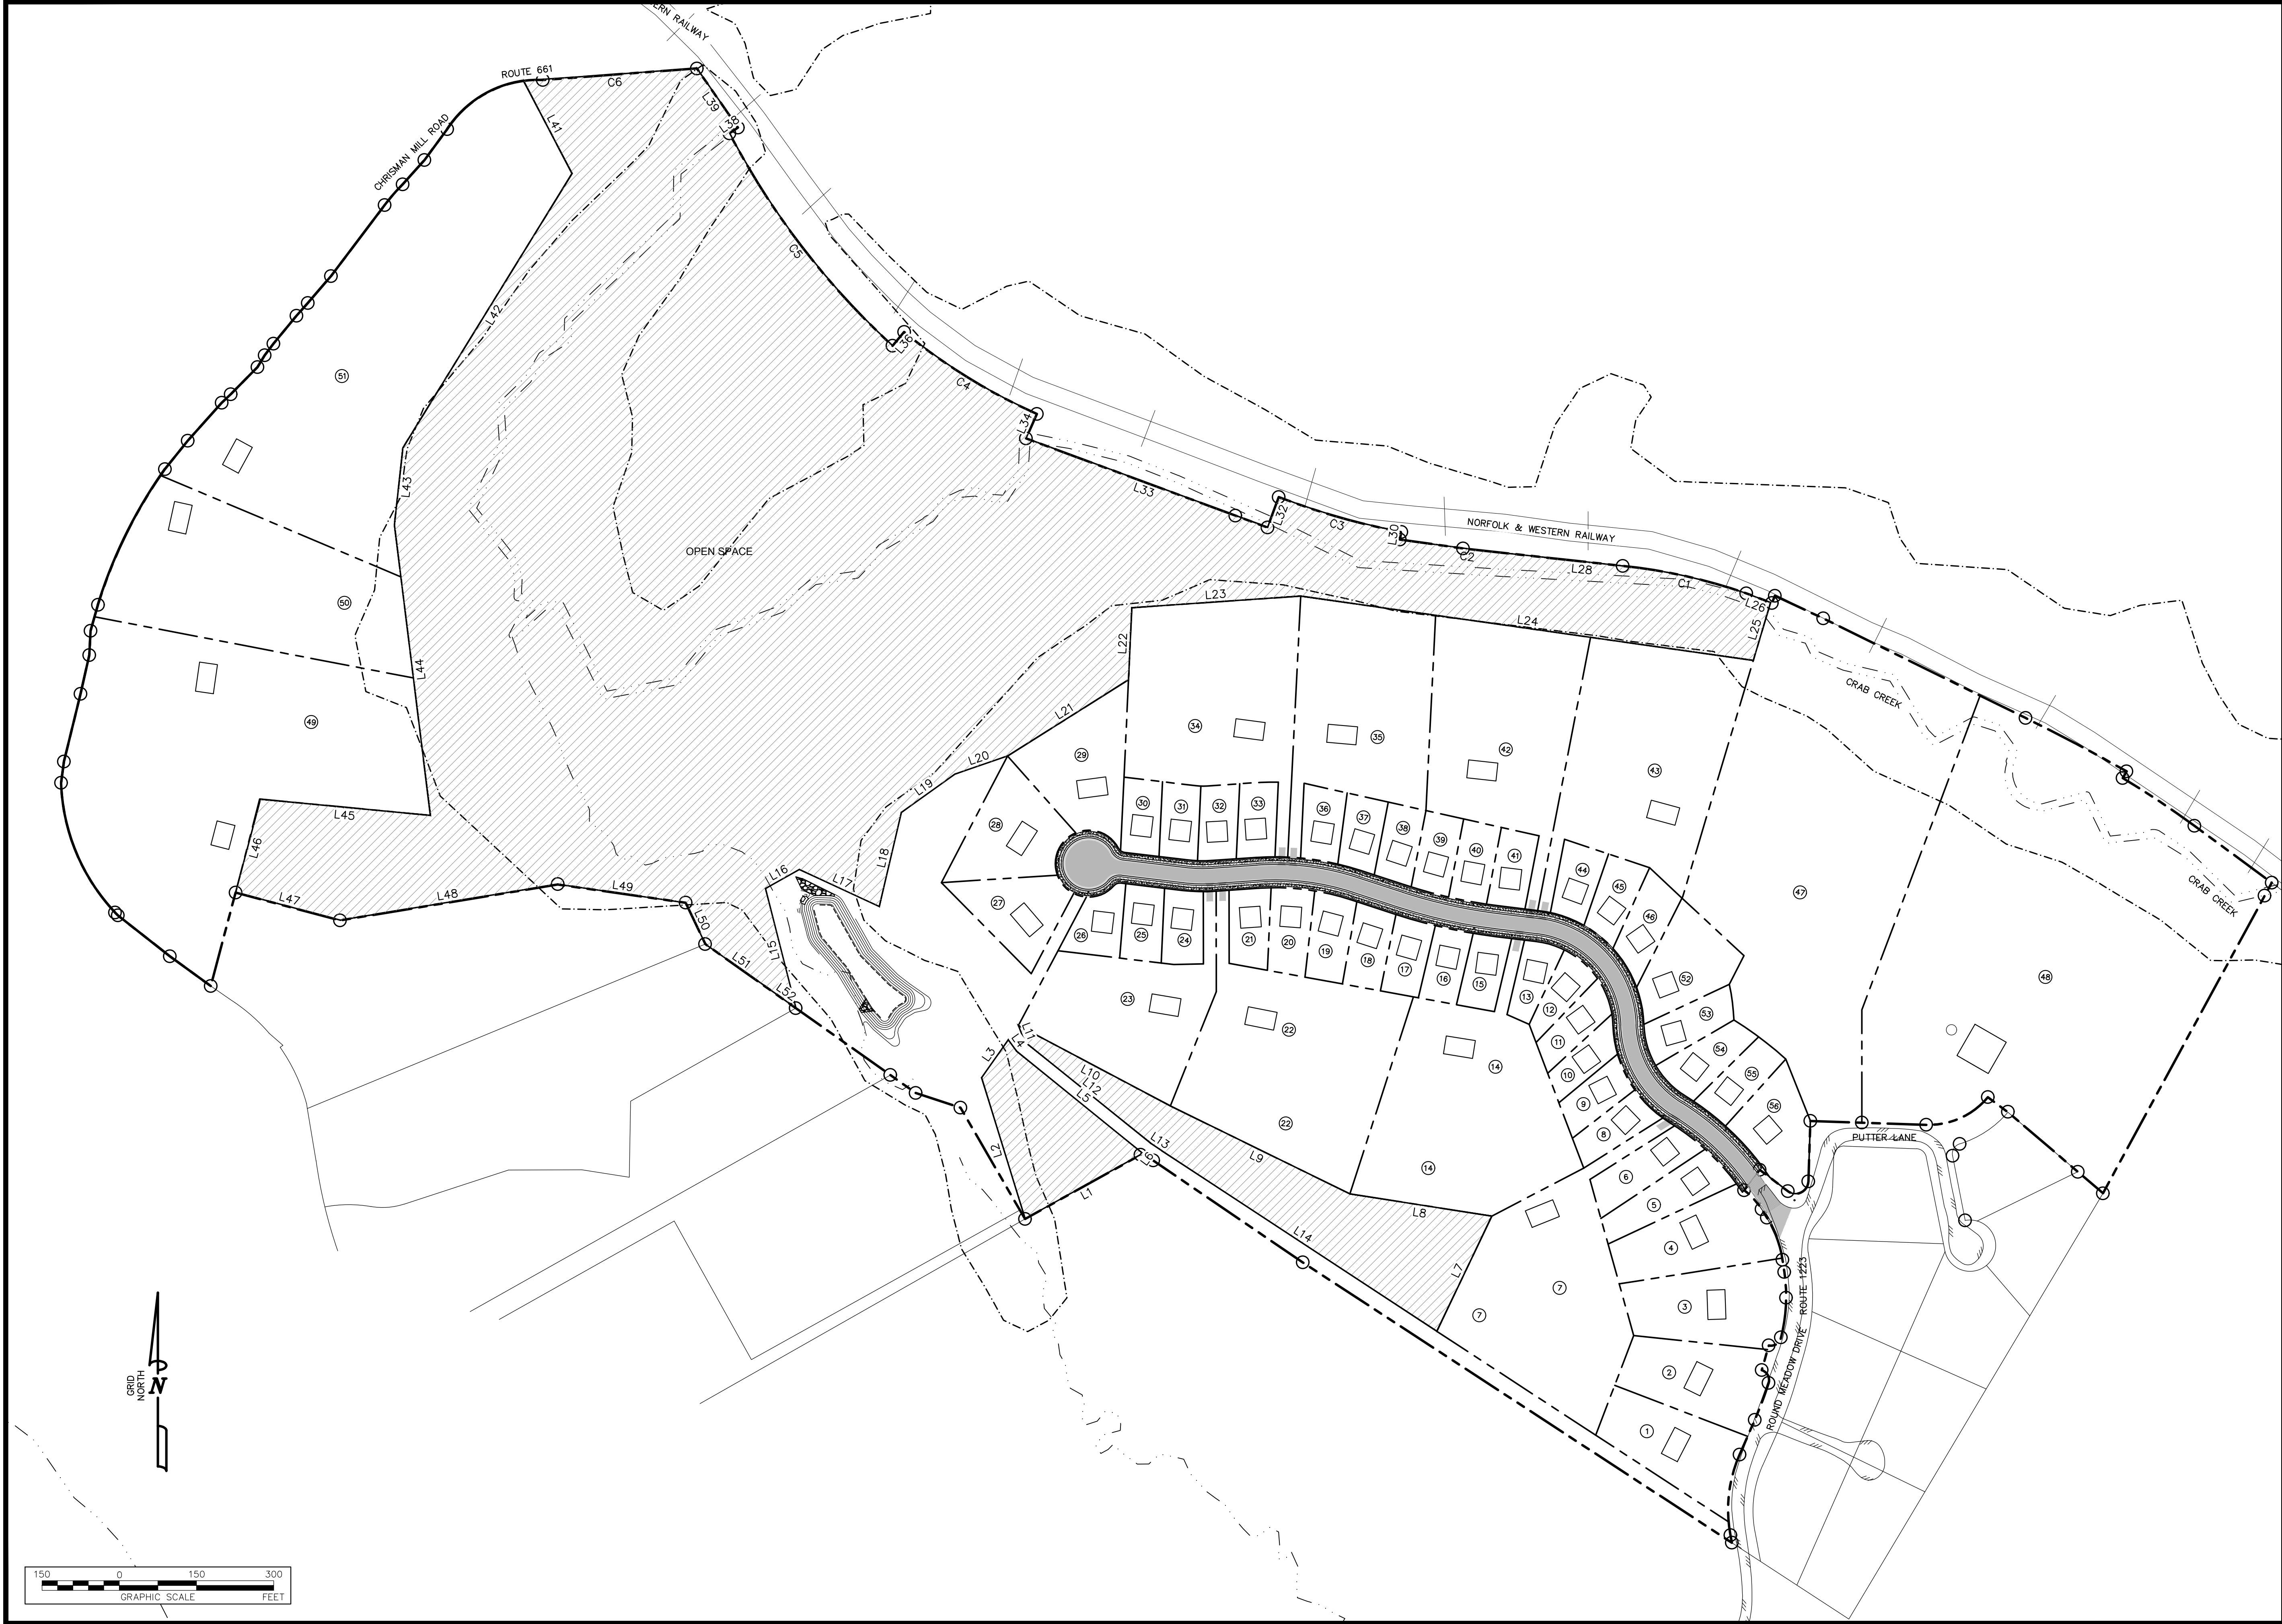 ERN RAILWAY
ROUTE 661
C6
L39
L38
L41
CHRISMAN MILL ROAD
C5
L42
L36
51
C4
L34
L43
L33
L32
C3
L30
NORFOLK & WESTERN RAILWAY
C2
OPEN SPACE
L28
C1
L26
50
L23
L24
L25
L22
L44
CRAB CREEK
49
L21
34
35
42
29
L20
43
L19
L45
30
31
32
33
36
37
38
39
40
41
28
L46
L18
44
45
47
L16
L17
CRAB CREEK
L47
L48
L49
27
46
L50
26
25
24
21
20
19
18
17
16
15
L15
L51
52
48
L52
23
22
13
12
53
L11
L4
11
54
L3
14
L10
10
55
L12
L5
9
56
22
8
L13
PUTTER LANE
L2
L6
L9
14
6
L1
5
L8
L14
4
L7
7
7
3
ROUND MEADOW DRIVE ROUTE 1223
2
GRID
NORTH
N
1
150 0 150 300
GRAPHIC SCALE FEET